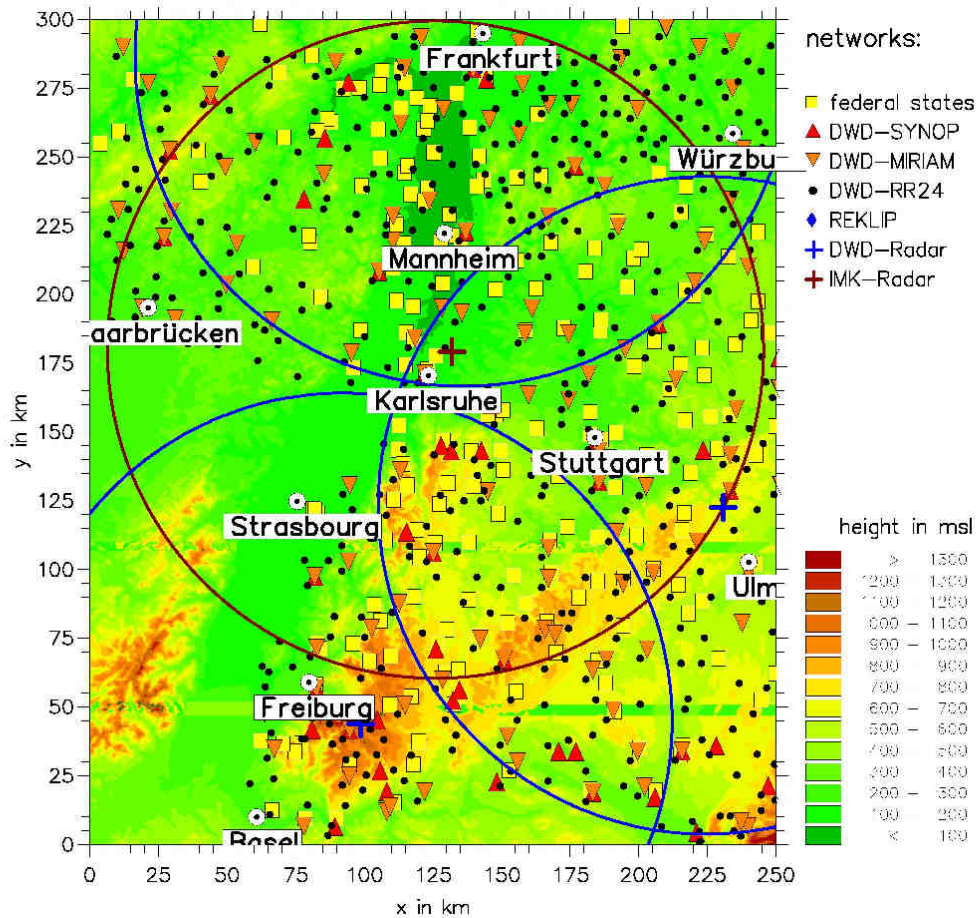 300
275
250
225
200
175
150
125
100
75
50
25
0
y in km
0
25
50
75
100
125
150
175
200
225
250
x in km
Frankfurt
Würzbu
Mannheim
aarbrücken
Karlsruhe
Stuttgart
Strasbourg
Ulm
Freiburg
Basel
networks:
federal states
DWD-SYNOP
DWD-MIRIAM
DWD-RR24
REKLIP
DWD-Radar
IMK-Radar
height in msl
> 1300
1200 - 1300
1100 - 1200
000 - 1100
900 - 1000
800 - 900
700 - 800
600 - 700
500 - 600
400 - 500
300 - 400
200 - 300
100 - 200
< 100